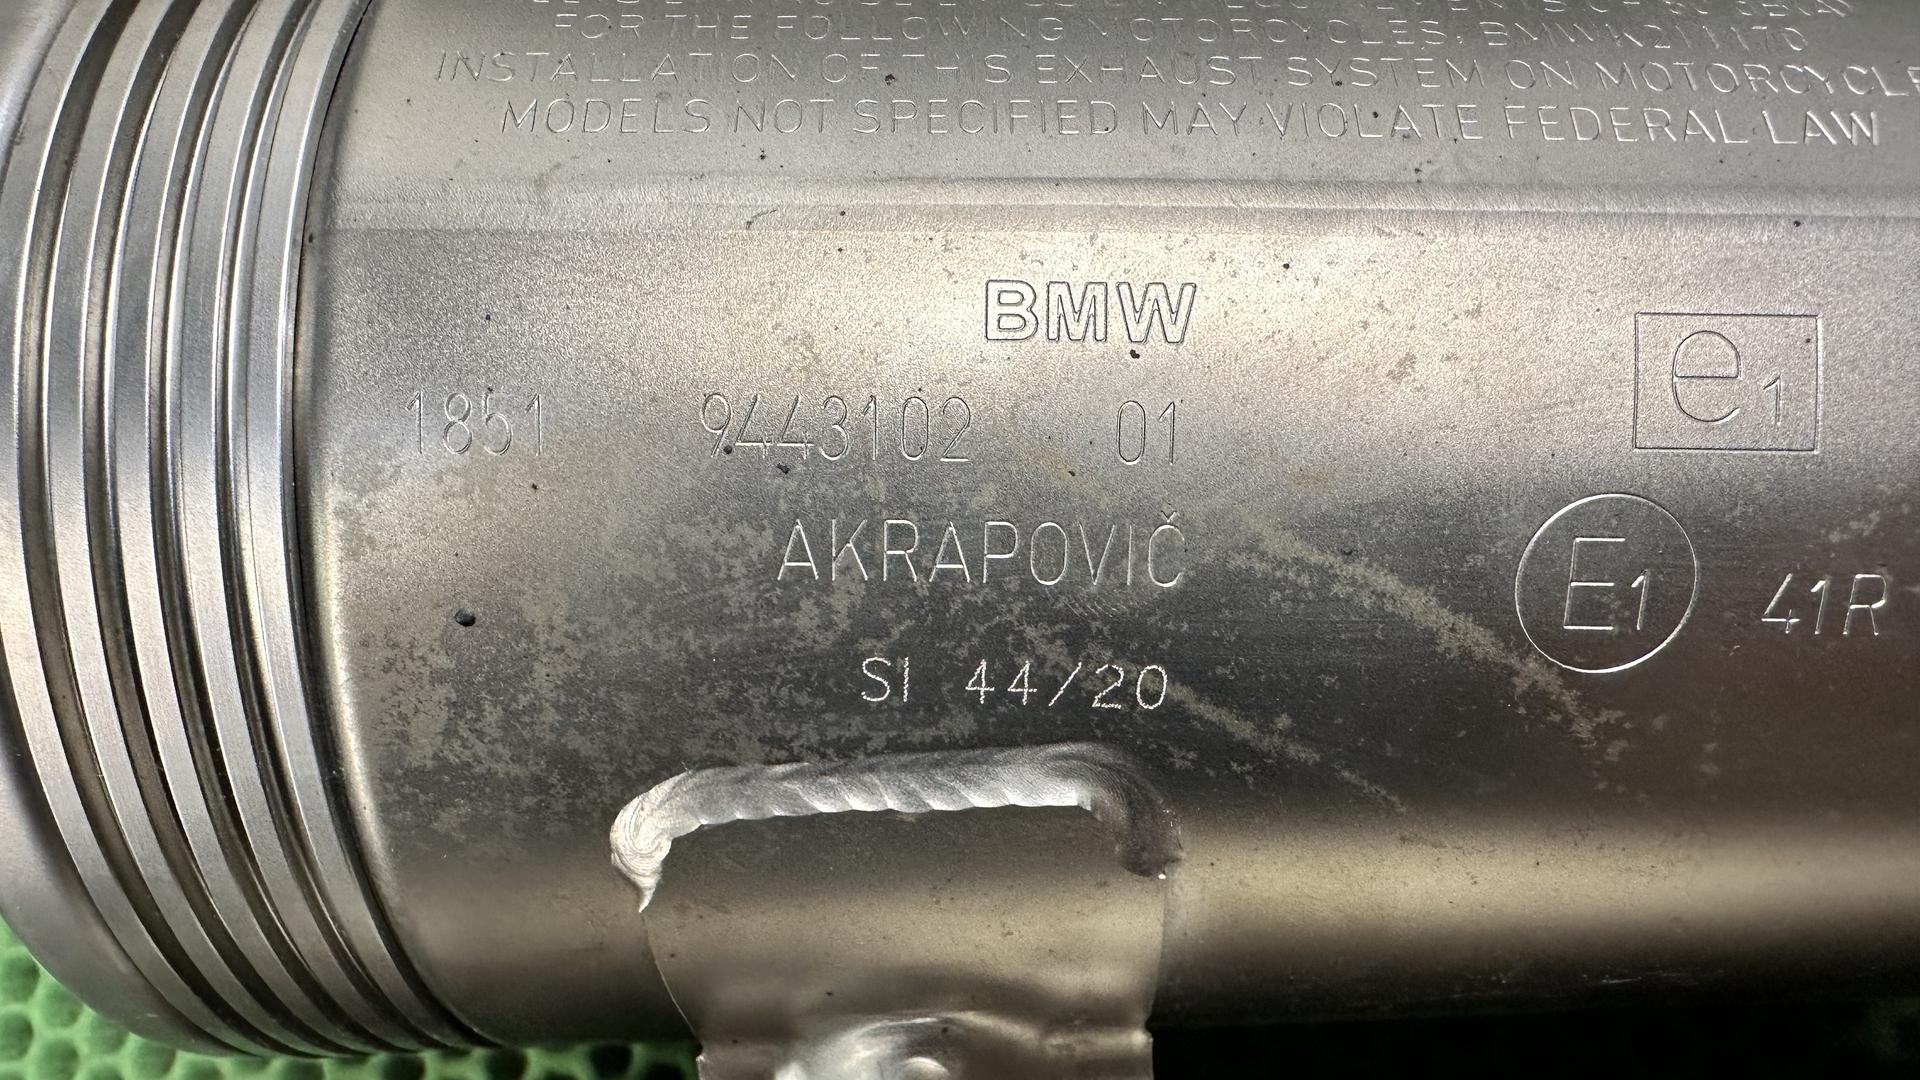 FOR THE FOLLOWING MOTORCYCLES: BMWK211170
INSTALLATION OF THIS EXHAUST SYSTEM ON MOTORCYCLE
MODELS NOT SPECIFIED MAY VIOLATE FEDERAL LAW
BMW
e1
1851 9443102 01
AKRAPOVIČ
E1 41R
SI 44/20